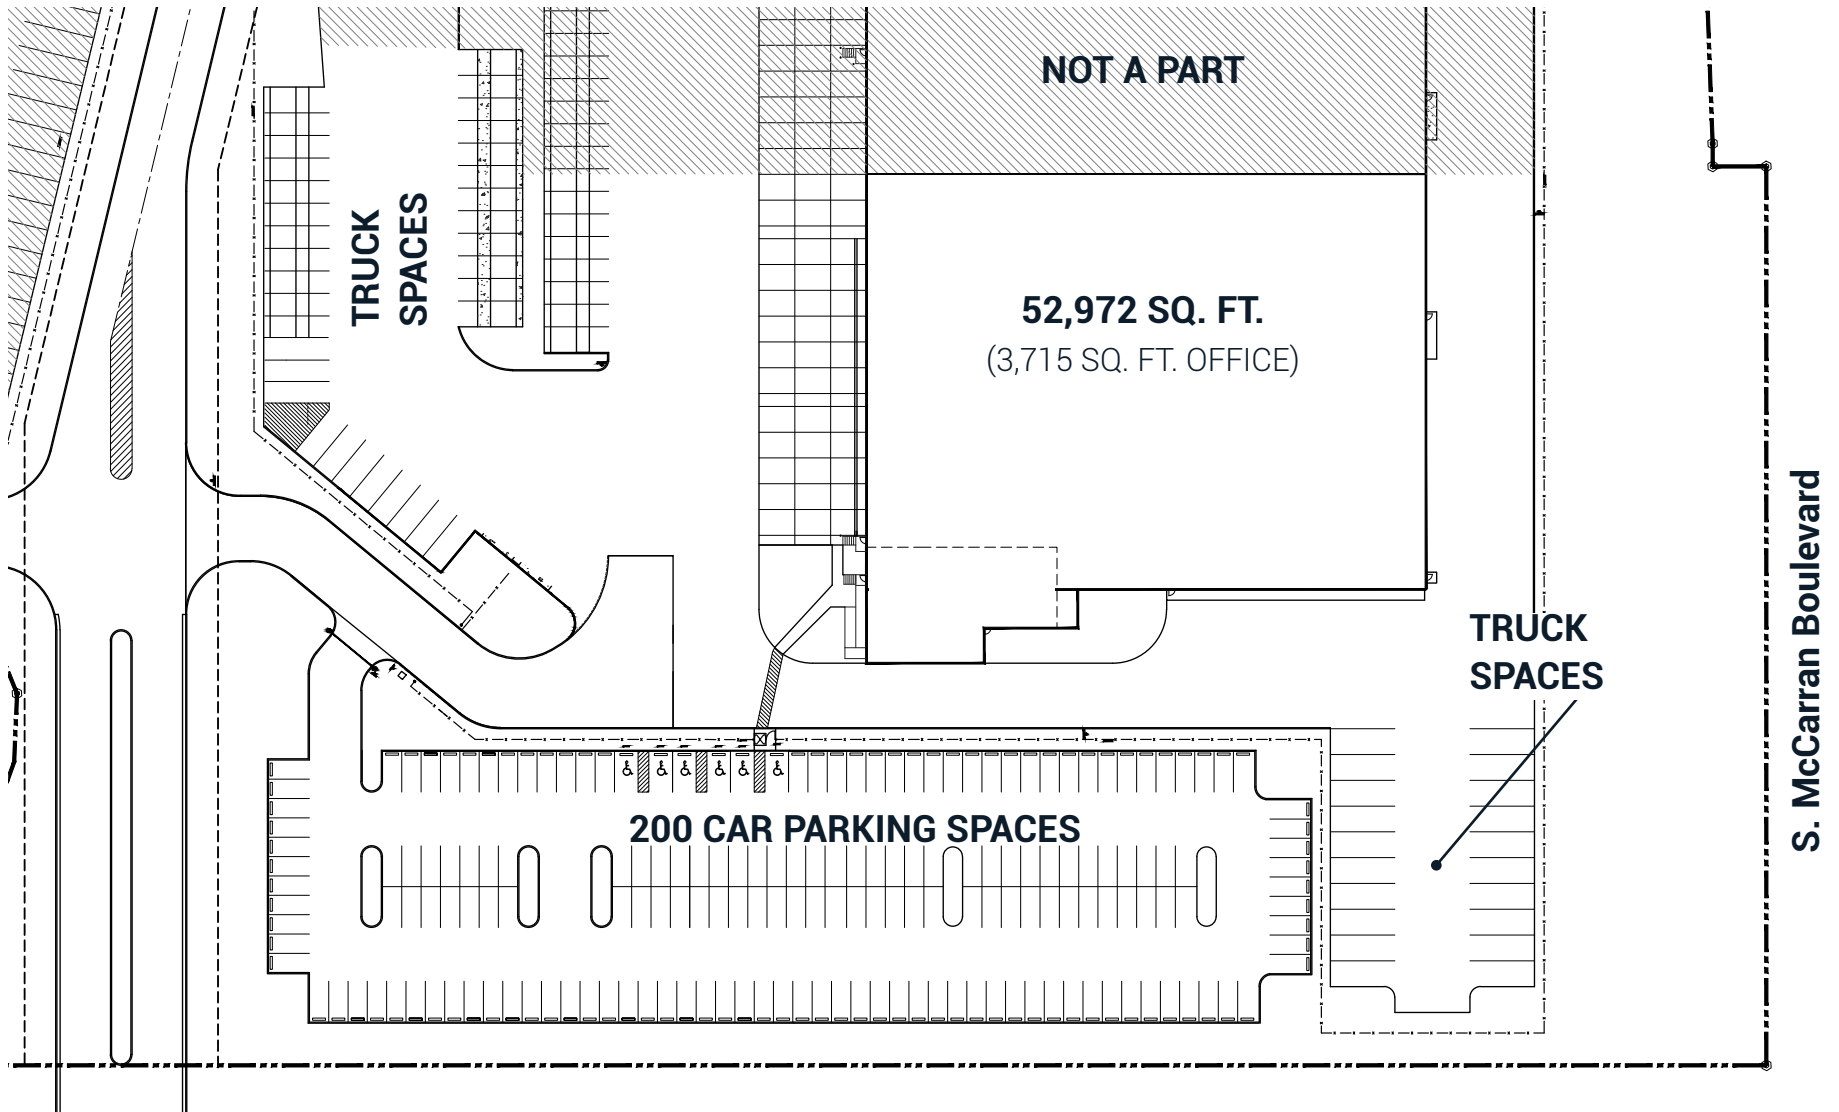 NOT A PART
TRUCK
SPACES
52,972 SQ. FT.
(3,715 SQ. FT. OFFICE)
TRUCK
SPACES
S. McCarran Boulevard
200 CAR PARKING SPACES